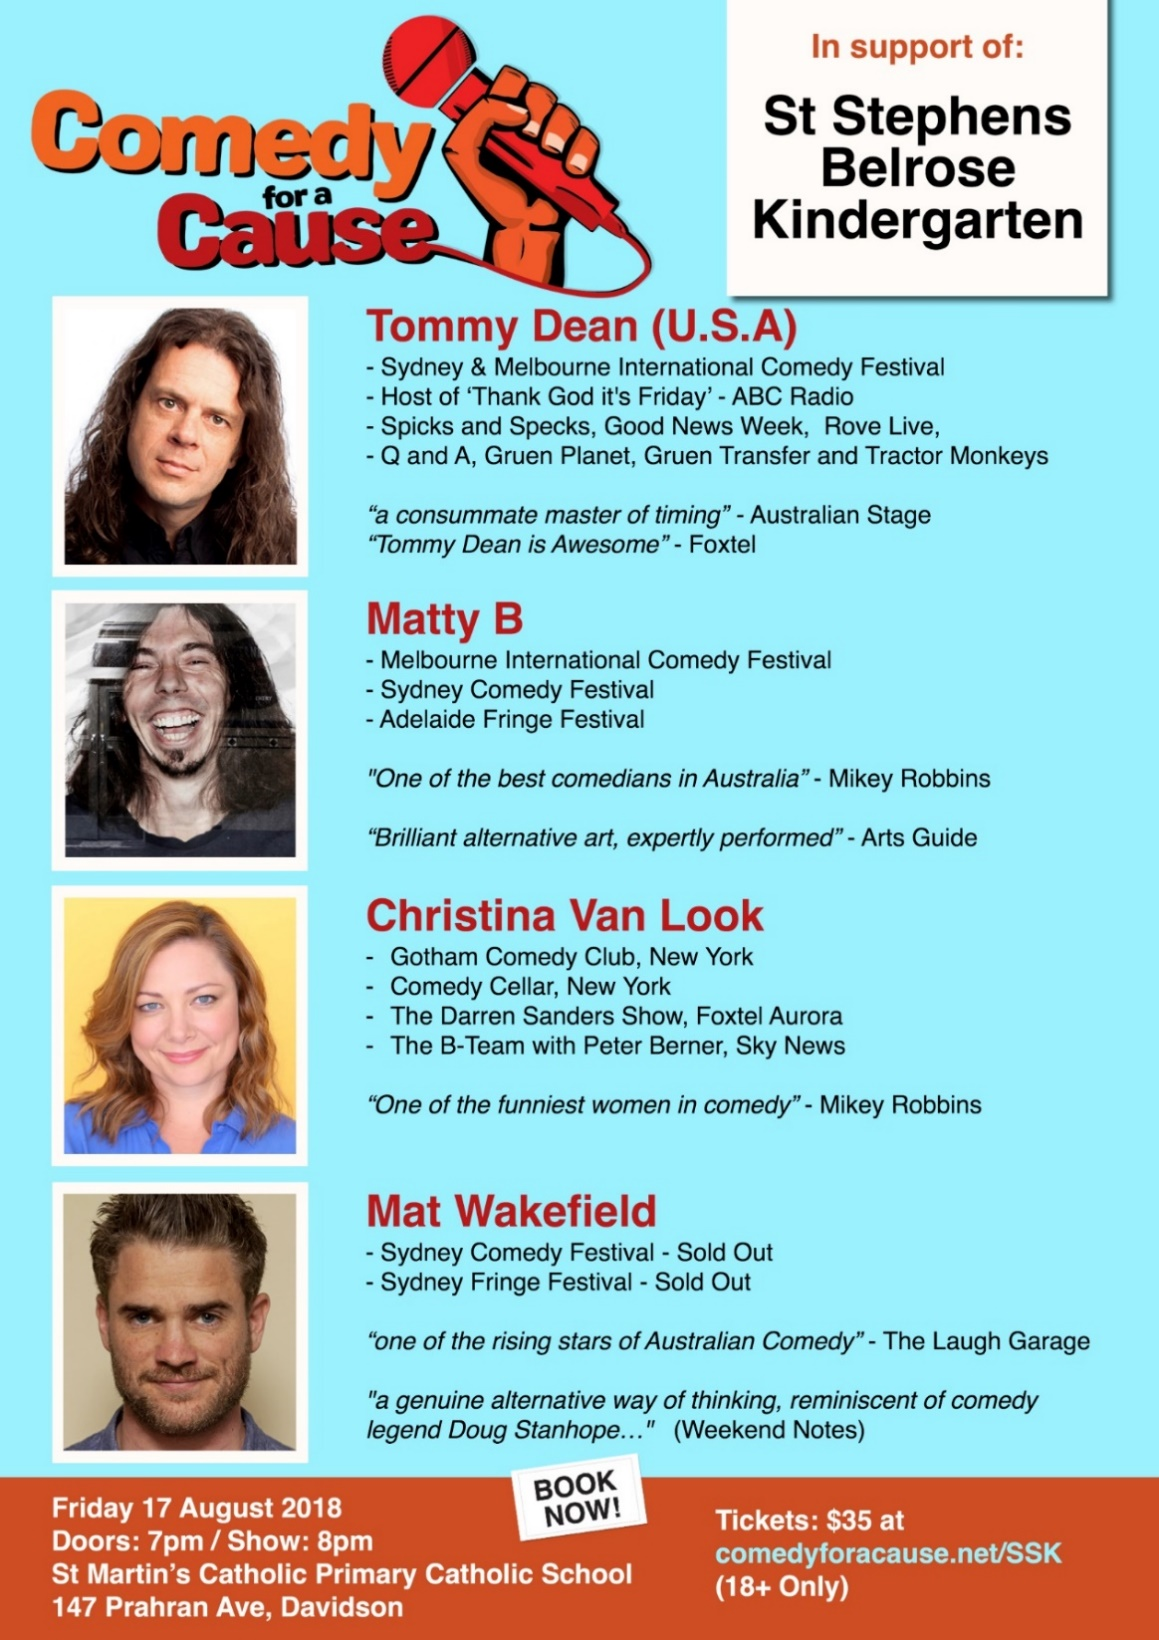 Comedy
for a
Cause
In support of:
St Stephens
Belrose
Kindergarten
Tommy Dean (U.S.A)
- Sydney & Melbourne International Comedy Festival
- Host of ‘Thank God it's Friday’ - ABC Radio
- Spicks and Specks, Good News Week,  Rove Live,
- Q and A, Gruen Planet, Gruen Transfer and Tractor Monkeys
“a consummate master of timing” - Australian Stage
“Tommy Dean is Awesome” - Foxtel
Matty B
- Melbourne International Comedy Festival
- Sydney Comedy Festival
- Adelaide Fringe Festival
"One of the best comedians in Australia” - Mikey Robbins
“Brilliant alternative art, expertly performed” - Arts Guide
Christina Van Look
- Gotham Comedy Club, New York
- Comedy Cellar, New York
- The Darren Sanders Show, Foxtel Aurora
- The B-Team with Peter Berner, Sky News
“One of the funniest women in comedy” - Mikey Robbins
Mat Wakefield
- Sydney Comedy Festival - Sold Out
- Sydney Fringe Festival - Sold Out
“one of the rising stars of Australian Comedy” - The Laugh Garage
"a genuine alternative way of thinking, reminiscent of comedy
legend Doug Stanhope…"  (Weekend Notes)
BOOK
NOW!
Friday 17 August 2018
Doors: 7pm / Show: 8pm
St Martin’s Catholic Primary Catholic School
147 Prahran Ave, Davidson
Tickets: $35 at
comedyforacause.net/SSK
(18+ Only)